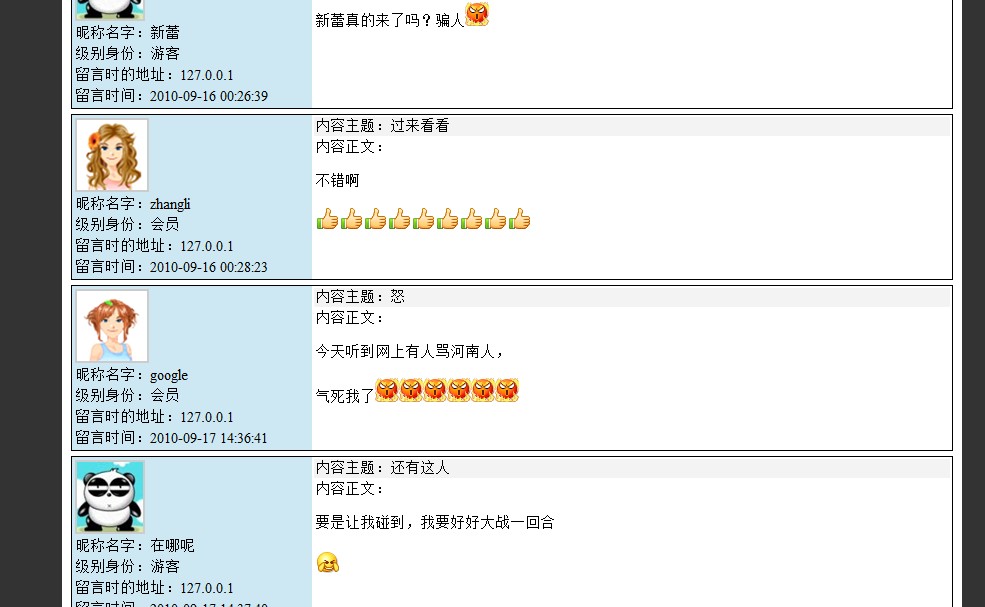 新蕾真的来了吗？骗人
昵称名字：新蕾
级别身份：游客
留言时的地址：127.0.0.1
留言时间：2010-09-16 00:26:39
内容主题：过来看看
内容正文：
不错啊
昵称名字：zhangli
级别身份：会员
留言时的地址：127.0.0.1
留言时间：2010-09-16 00:28:23
内容主题：怒
内容正文：
今天听到网上有人骂河南人，
气死我了
昵称名字：google
级别身份：会员
留言时的地址：127.0.0.1
留言时间：2010-09-17 14:36:41
内容主题：还有这人
内容正文：
要是让我碰到，我要好好大战一回合
昵称名字：在哪呢
级别身份：游客
留言时的地址：127.0.0.1